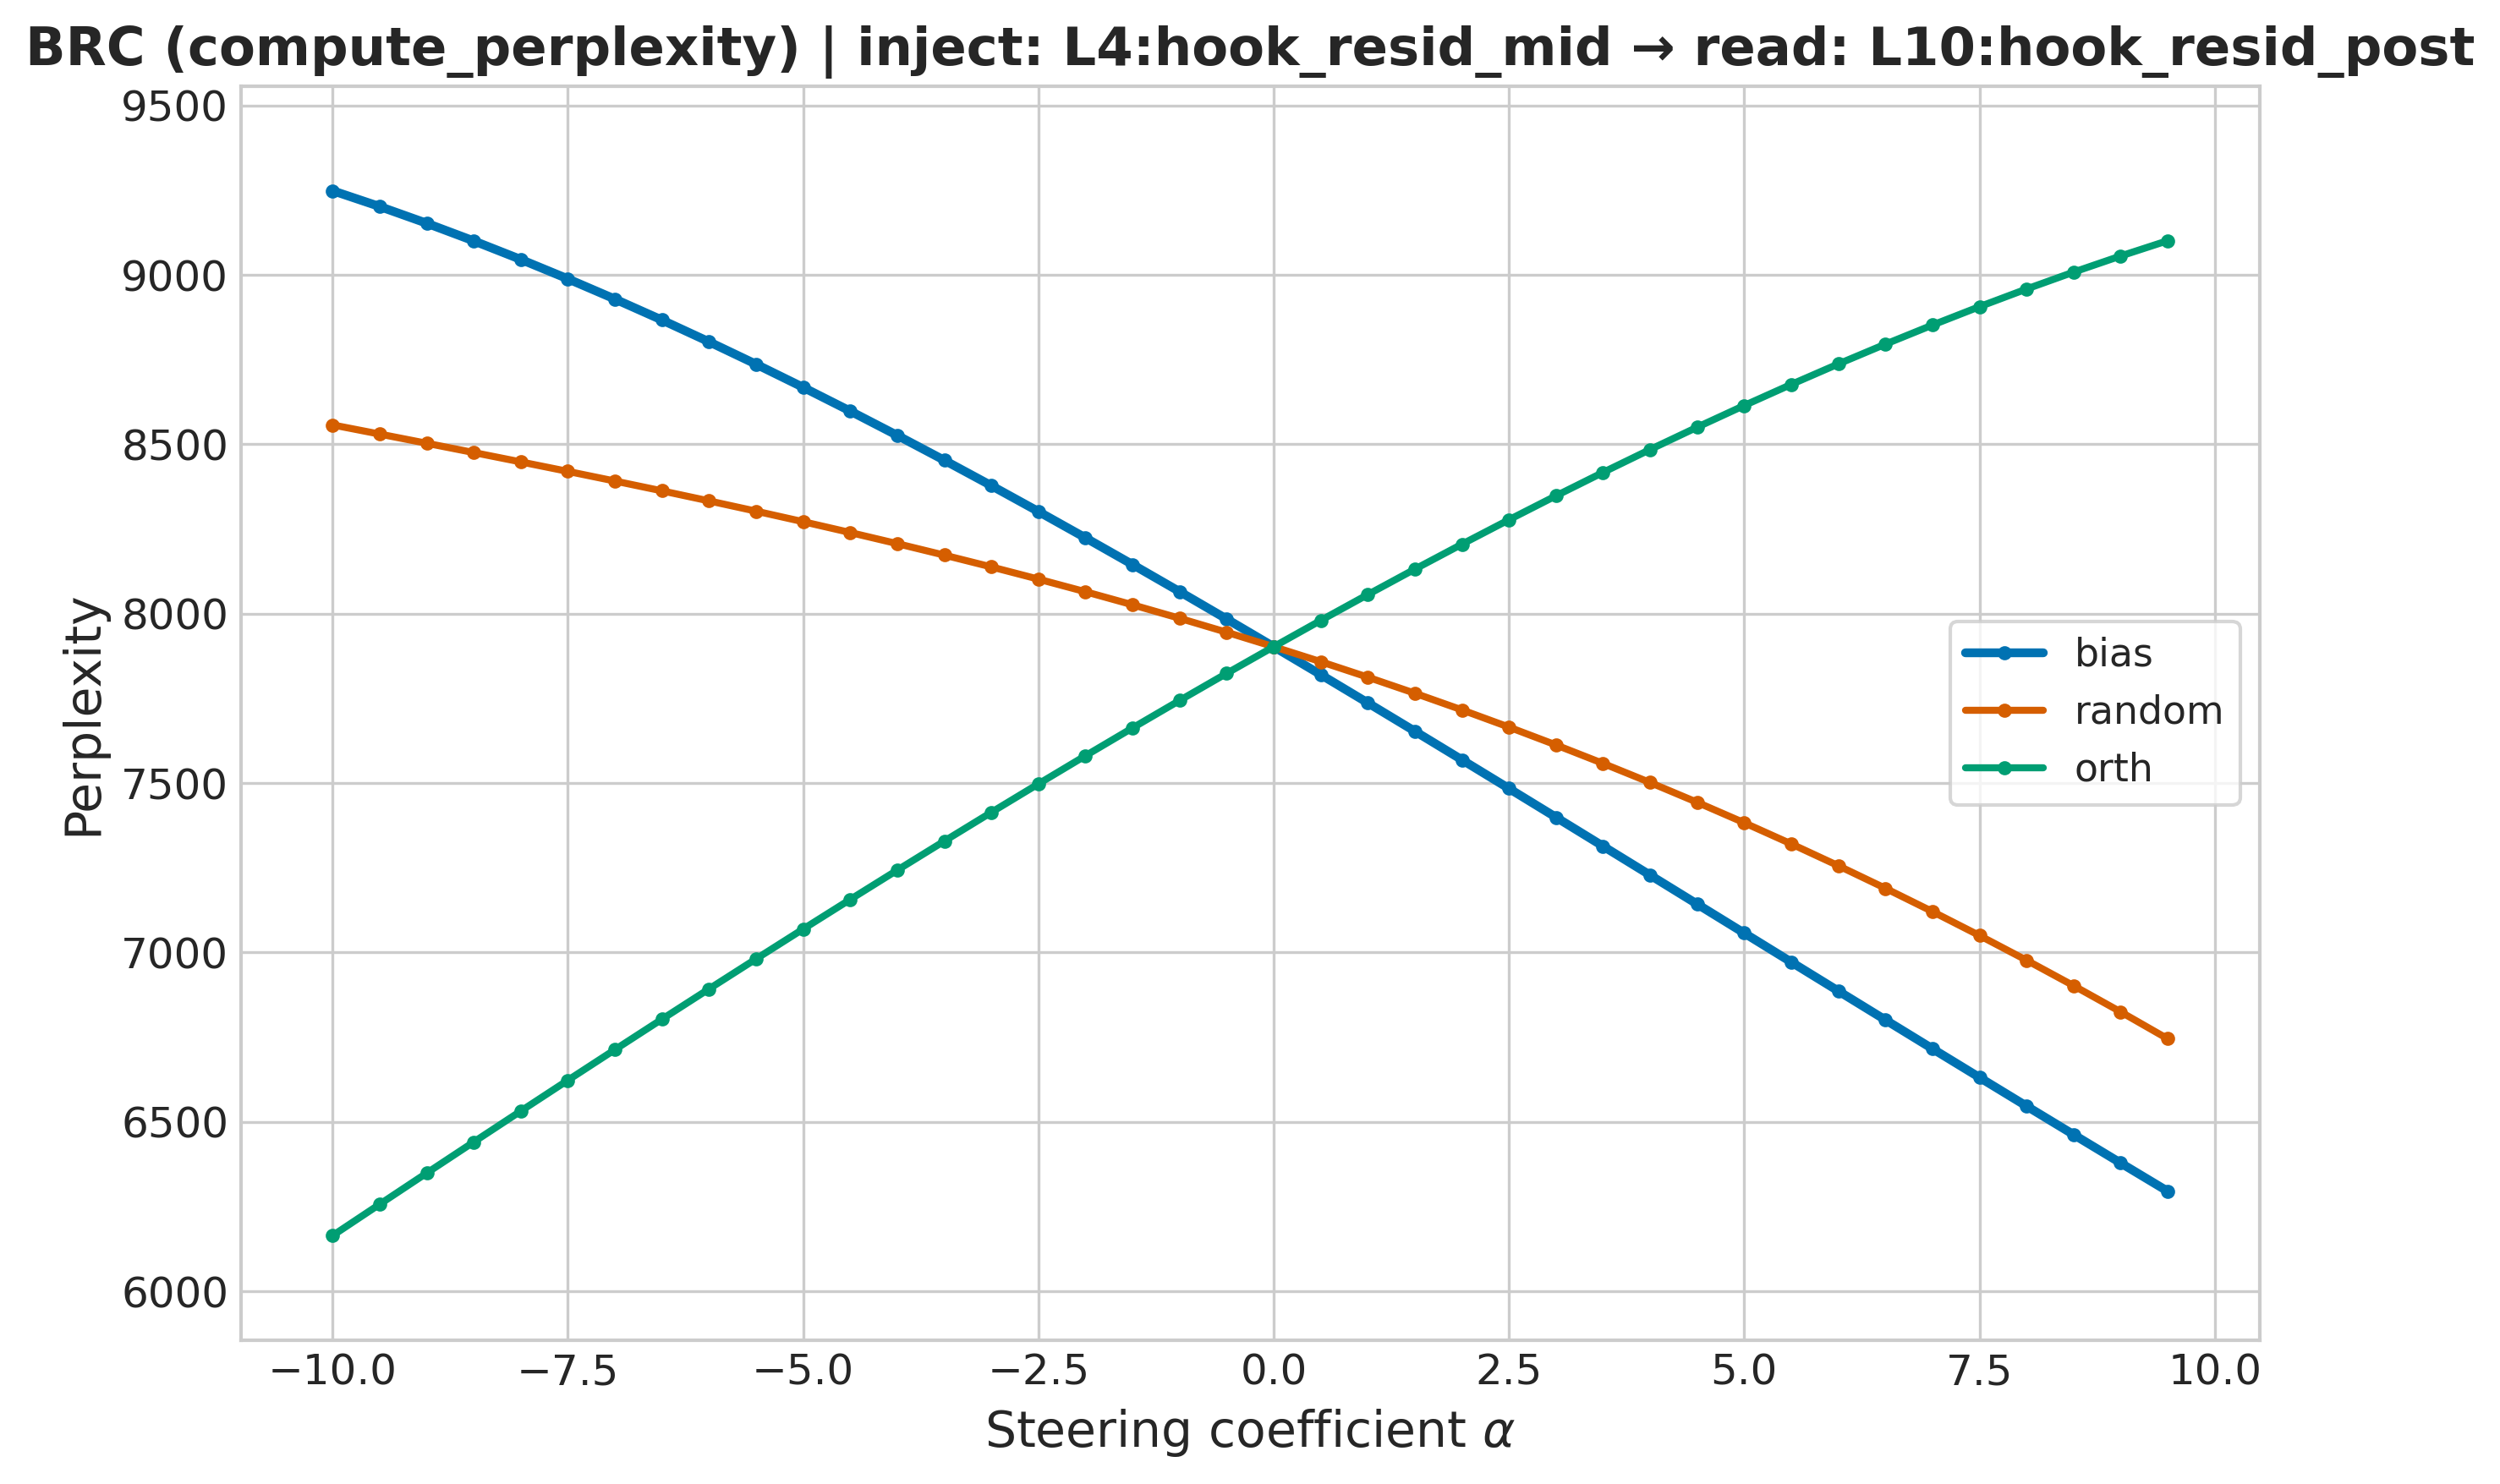 BRC (compute_perplexity) | inject: L4:hook_resid_mid → read: L10:hook_resid_post
Perplexity
9500
9000
8500
8000
7500
7000
6500
6000
bias
random
orth
−10.0 −7.5 −5.0 −2.5 0.0 2.5 5.0 7.5 10.0
Steering coefficient α